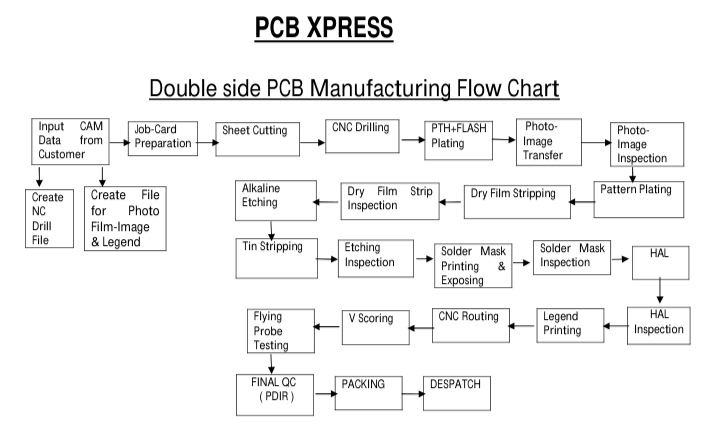 PCB XPRESS
Double side PCB Manufacturing Flow Chart
Input CAM
Data from
Customer
Job-Card
Preparation
Sheet Cutting
CNC Drilling
PTH+FLASH
Plating
Photo-
Image
Transfer
Photo-
Image
Inspection
Create
NC
Drill
File
Create File
for Photo
Film-Image
& Legend
Pattern Plating
Dry Film Stripping
Dry Film Strip
Inspection
Alkaline
Etching
Tin Stripping
Etching
Inspection
Solder Mask
Printing &
Exposing
Solder Mask
Inspection
HAL
HAL
Inspection
Legend
Printing
CNC Routing
V Scoring
Flying
Probe
Testing
FINAL QC
( PDIR )
PACKING
DESPATCH